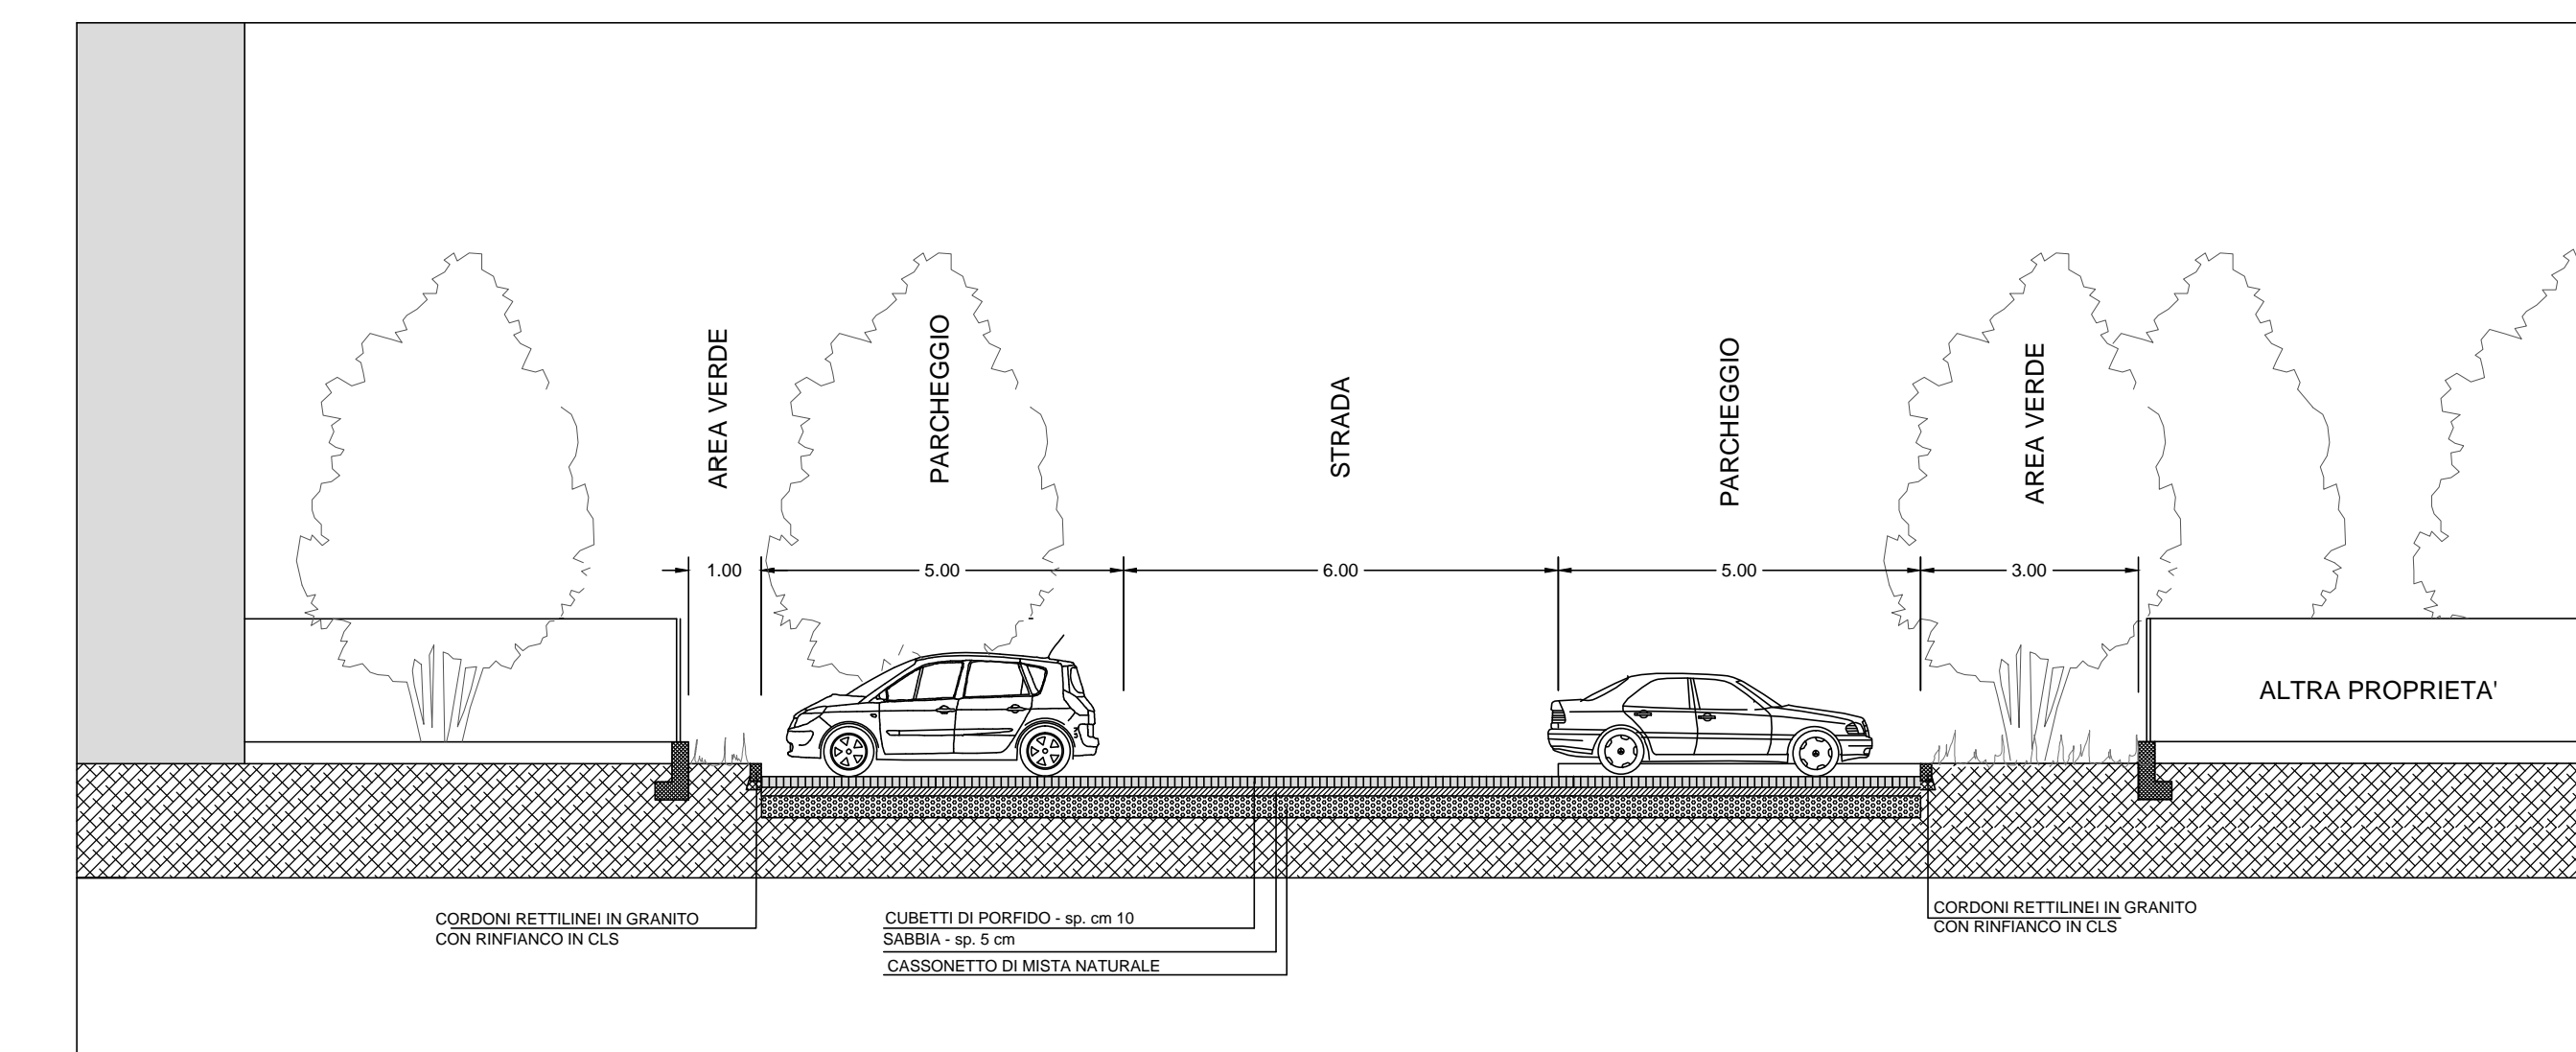 AREA VERDE
PARCHEGGIO
STRADA
PARCHEGGIO
AREA VERDE
1.00
5.00
6.00
5.00
3.00
ALTRA PROPRIETA'
CORDONI RETTILINEI IN GRANITO
CON RINFIANCO IN CLS
CUBETTI DI PORFIDO - sp. cm 10
SABBIA - sp. 5 cm
CASSONETTO DI MISTA NATURALE
CORDONI RETTILINEI IN GRANITO
CON RINFIANCO IN CLS